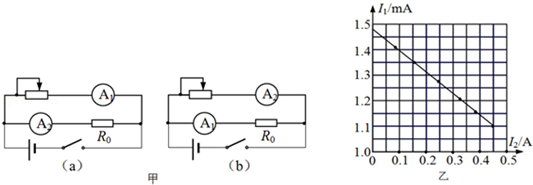 A₁
A₂
R₀
(a)
A₂
A₁
R₀
(b)
甲
I₁/mA
1.5
1.4
1.3
1.2
1.1
1.0
0 0.1 0.2 0.3 0.4 0.5
I₂/A
乙